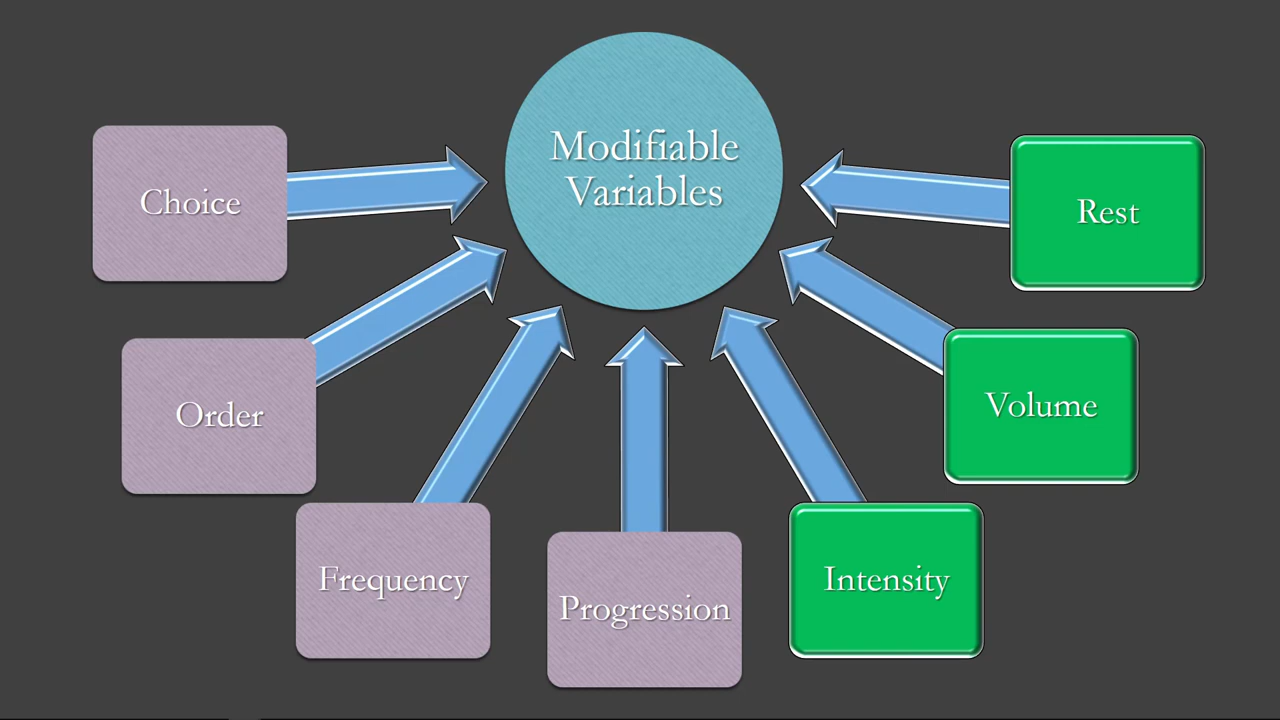 Modifiable
Variables
Choice
Order
Frequency
Progression
Intensity
Volume
Rest